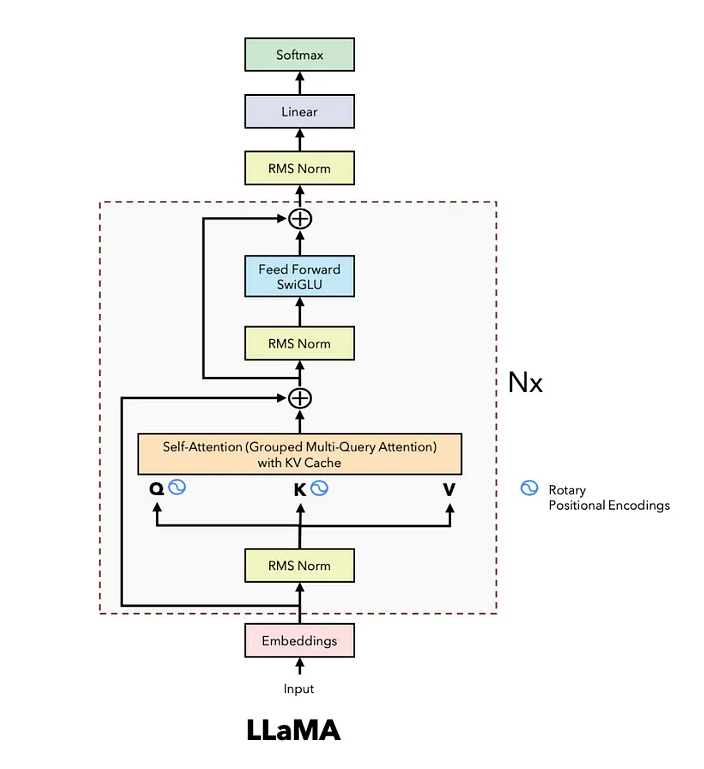 Softmax
Linear
RMS Norm
Feed Forward
SwiGLU
RMS Norm
Nx
Self-Attention (Grouped Multi-Query Attention)
with KV Cache
Q K V
Rotary
Positional Encodings
RMS Norm
Embeddings
Input
LLaMA